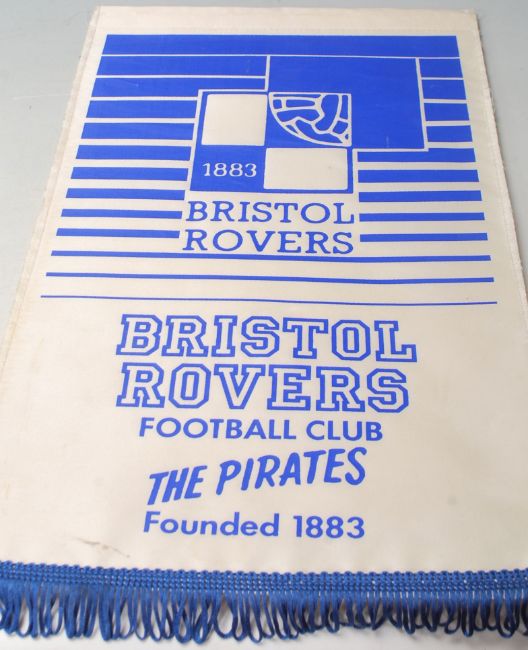 1883
BRISTOL
ROVERS
BRISTOL
ROVERS
FOOTBALL CLUB
THE PIRATES
Founded 1883